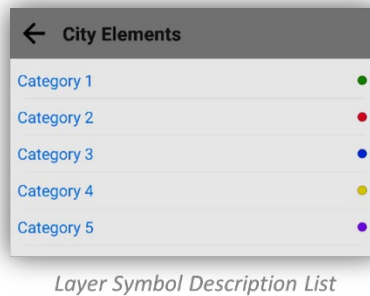 City Elements
Category 1
Category 2
Category 3
Category 4
Category 5
Layer Symbol Description List